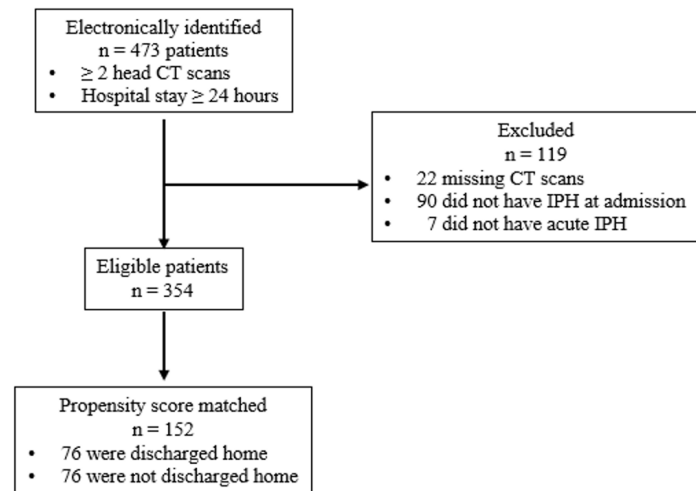 Electronically identified
n = 473 patients
• ≥ 2 head CT scans
• Hospital stay ≥ 24 hours
Excluded
n = 119
• 22 missing CT scans
• 90 did not have IPH at admission
• 7 did not have acute IPH
Eligible patients
n = 354
Propensity score matched
n = 152
• 76 were discharged home
• 76 were not discharged home